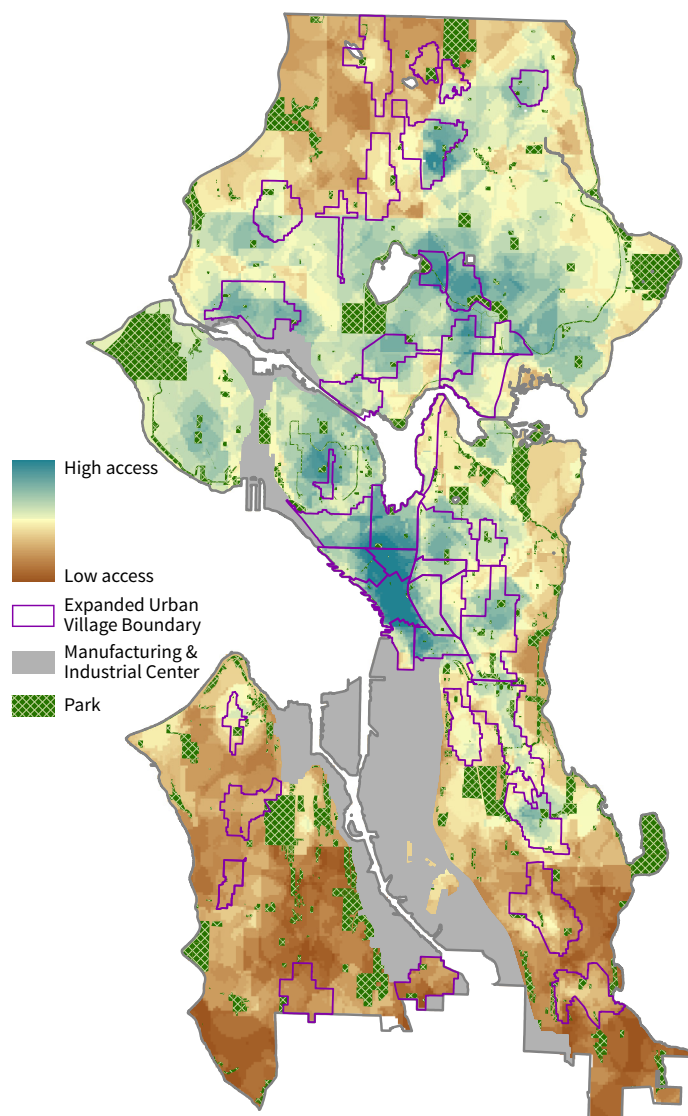 High access
Low access
Expanded Urban
Village Boundary
Manufacturing &
Industrial Center
Park